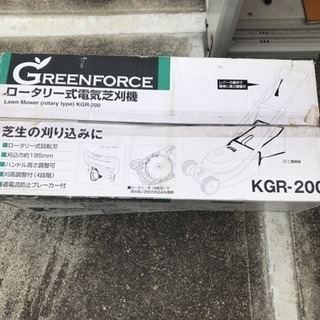 GREENFORCE
ロータリー式電気芝刈機
Lawn Mower (rotary type) KGR-200
芝生の刈り込みに
■ロータリー式回転刃
■刈込み約195mm
■ハンドル高さ調整可
■刈高調整付(4段階)
■過電流防止ブレーカー付
KGR-200